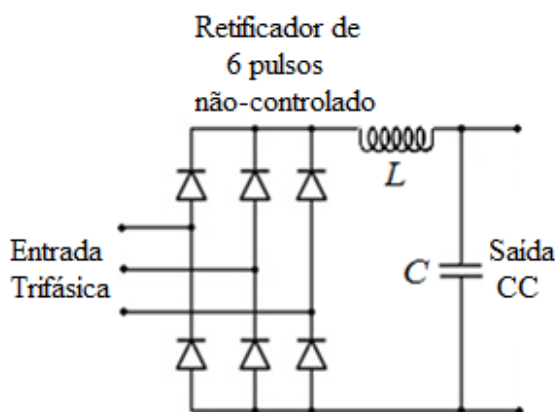 Retificador de
6 pulsos
não-controlado
L
Entrada
Trifásica
C
Saída
CC